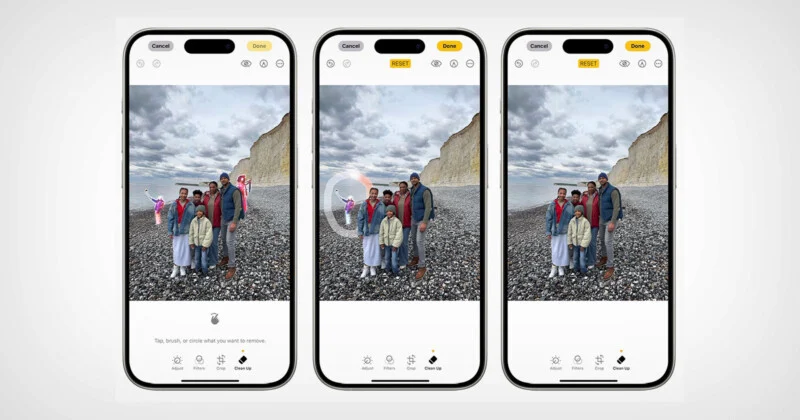 Cancel
Done
Tap, brush, or circle what you want to remove.
Adjust
Filters
Crop
Clean Up
Cancel
Done
RESET
Adjust
Filters
Crop
Clean Up
Cancel
Done
RESET
Adjust
Filters
Crop
Clean Up